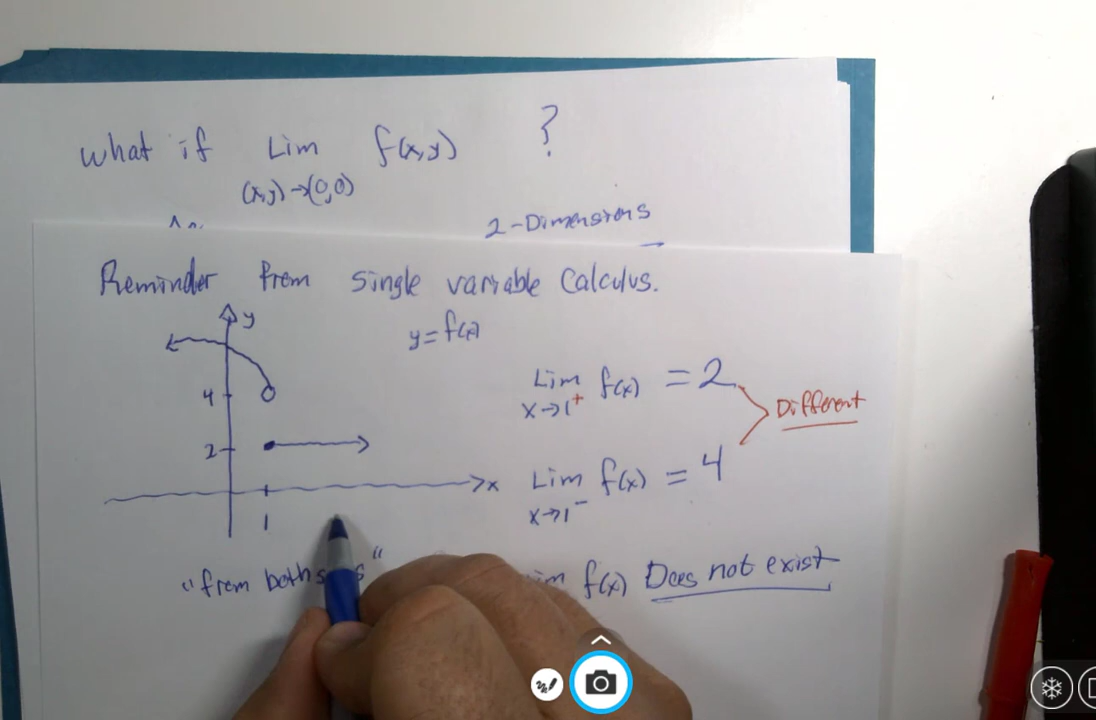 What if Lim f(x,y) ?
(x,y)→(0,0)
2-Dimensions
Reminder from single variable Calculus.
y
y=f(x)
4
2
x
1
Lim f(x) = 2
x→1⁺
Different
Lim f(x) = 4
x→1⁻
"from both "
f(x) Does not exist